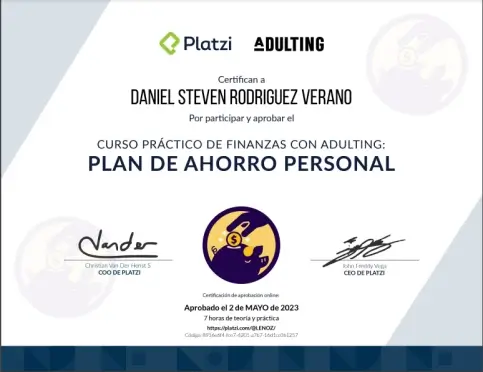 Platzi ADULTING
Certifican a
DANIEL STEVEN RODRIGUEZ VERANO
Por participar y aprobar el
CURSO PRÁCTICO DE FINANZAS CON ADULTING:
PLAN DE AHORRO PERSONAL
Christian Van Der Henst S
COO DE PLATZI
John Freddy Vega
CEO DE PLATZI
Certificación de aprobación online:
Aprobado el 2 de MAYO de 2023
7 horas de teoría y práctica
https://platzi.com/@LENOZ/
Código: